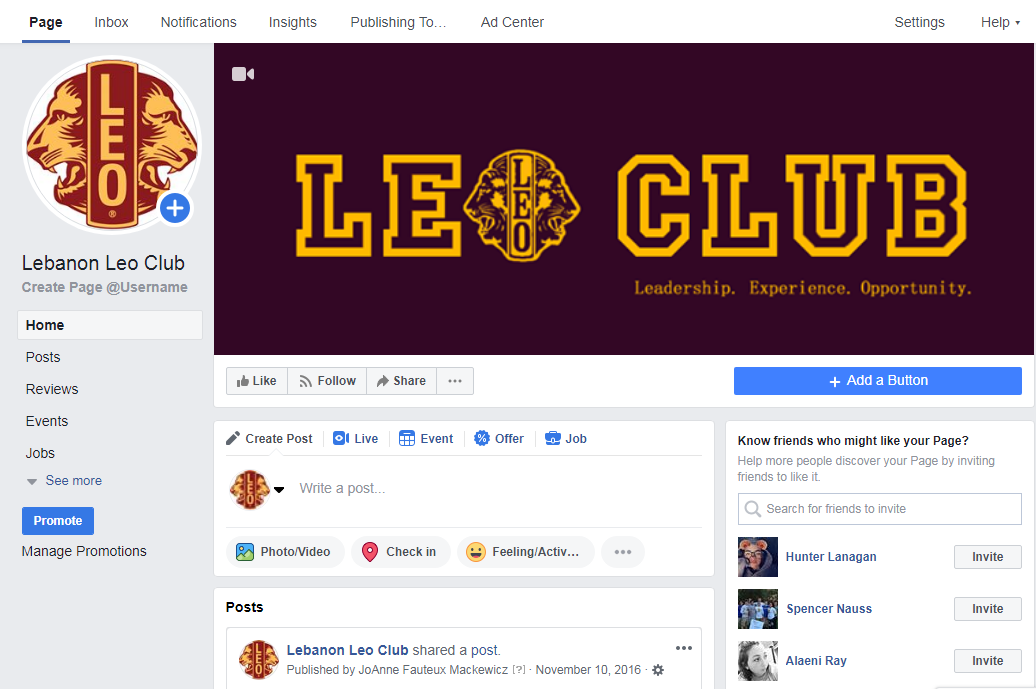 Page Inbox Notifications Insights Publishing To... Ad Center Settings Help
LEO
®
Lebanon Leo Club
Create Page @Username
Home
Posts
Reviews
Events
Jobs
See more
Promote
Manage Promotions
LEO CLUB
LEO
Leadership. Experience. Opportunity.
Like Follow Share ...
+ Add a Button
Create Post Live Event % Offer Job
LEO
Write a post...
Photo/Video Check in Feeling/Activ... ...
Posts
LEO
Lebanon Leo Club shared a post. ...
Published by JoAnne Fauteux Mackewicz [?] · November 10, 2016 ·
Know friends who might like your Page?
Help more people discover your Page by inviting
friends to like it.
Search for friends to invite
Hunter Lanagan Invite
Spencer Nauss Invite
Alaeni Ray Invite